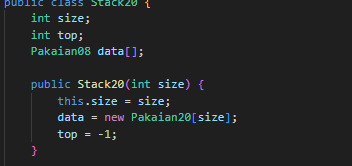 public class Stack20 {
    int size;
    int top;
    Pakaian08 data[];

    public Stack20(int size) {
        this.size = size;
        data = new Pakaian20[size];
        top = -1;
    }